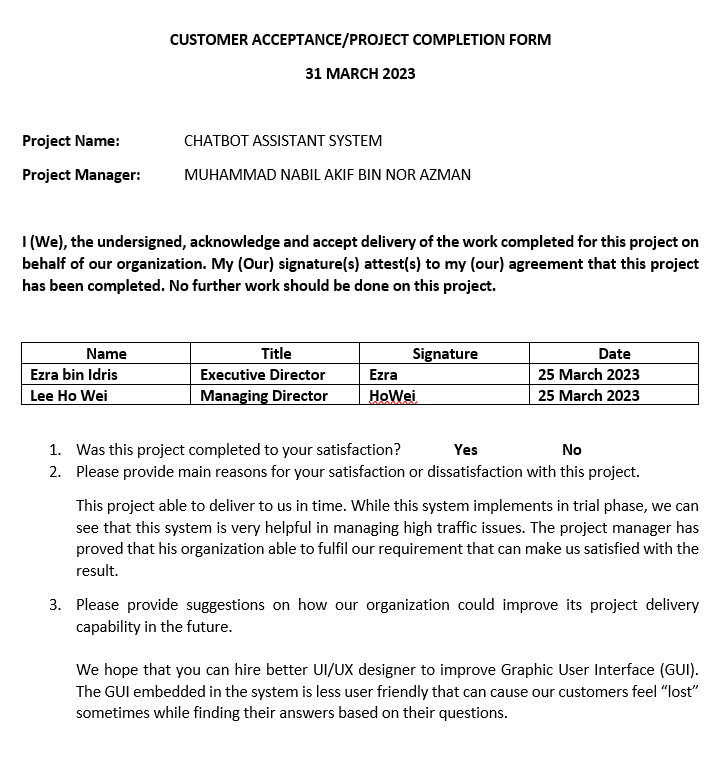 CUSTOMER ACCEPTANCE/PROJECT COMPLETION FORM
31 MARCH 2023
Project Name: CHATBOT ASSISTANT SYSTEM
Project Manager: MUHAMMAD NABIL AKIF BIN NOR AZMAN
I (We), the undersigned, acknowledge and accept delivery of the work completed for this project on
behalf of our organization. My (Our) signature(s) attest(s) to my (our) agreement that this project
has been completed. No further work should be done on this project.
Name Title Signature Date
Ezra bin Idris Executive Director Ezra 25 March 2023
Lee Ho Wei Managing Director HoWei 25 March 2023
1. Was this project completed to your satisfaction? Yes No
2. Please provide main reasons for your satisfaction or dissatisfaction with this project.
This project able to deliver to us in time. While this system implements in trial phase, we can
see that this system is very helpful in managing high traffic issues. The project manager has
proved that his organization able to fulfil our requirement that can make us satisfied with the
result.
3. Please provide suggestions on how our organization could improve its project delivery
capability in the future.
We hope that you can hire better UI/UX designer to improve Graphic User Interface (GUI).
The GUI embedded in the system is less user friendly that can cause our customers feel “lost”
sometimes while finding their answers based on their questions.